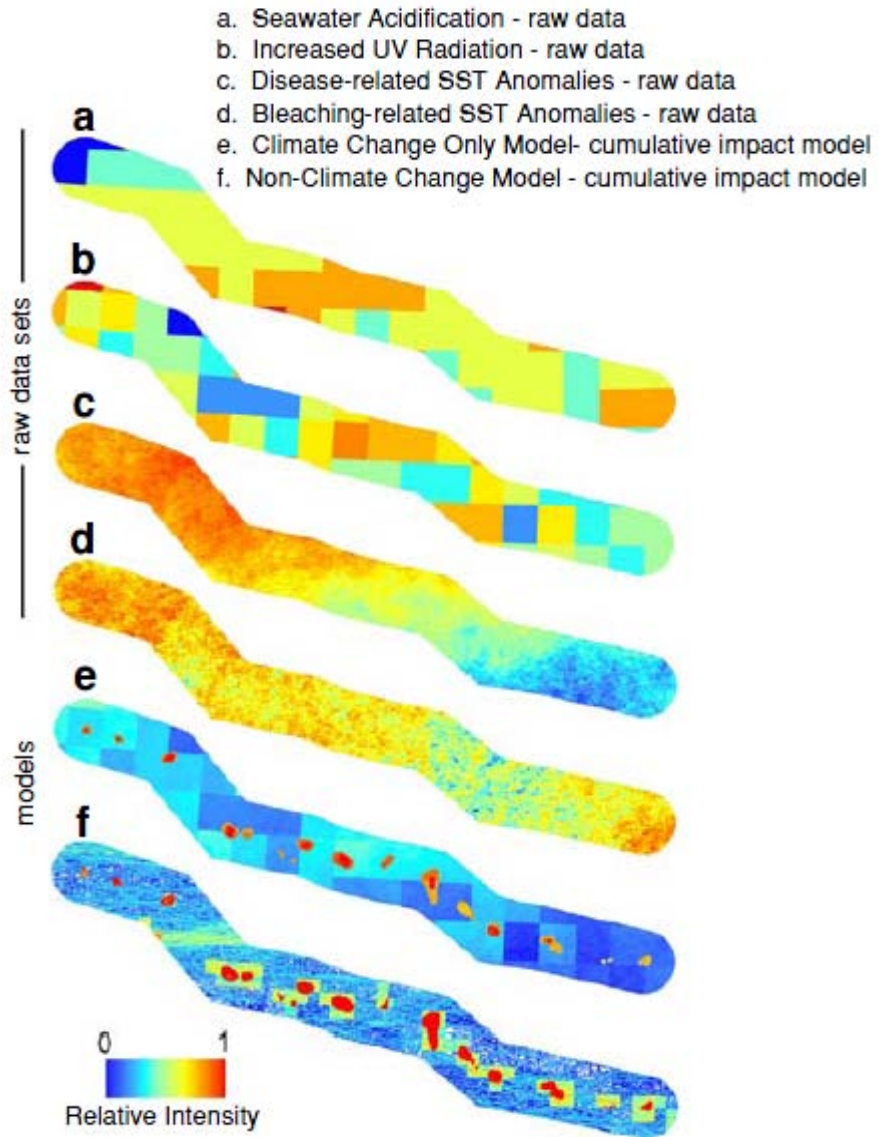 a. Seawater Acidification - raw data
b. Increased UV Radiation - raw data
c. Disease-related SST Anomalies - raw data
d. Bleaching-related SST Anomalies - raw data
e. Climate Change Only Model- cumulative impact model
f. Non-Climate Change Model - cumulative impact model
a
b
c
d
e
f
raw data sets
models
0 1
Relative Intensity